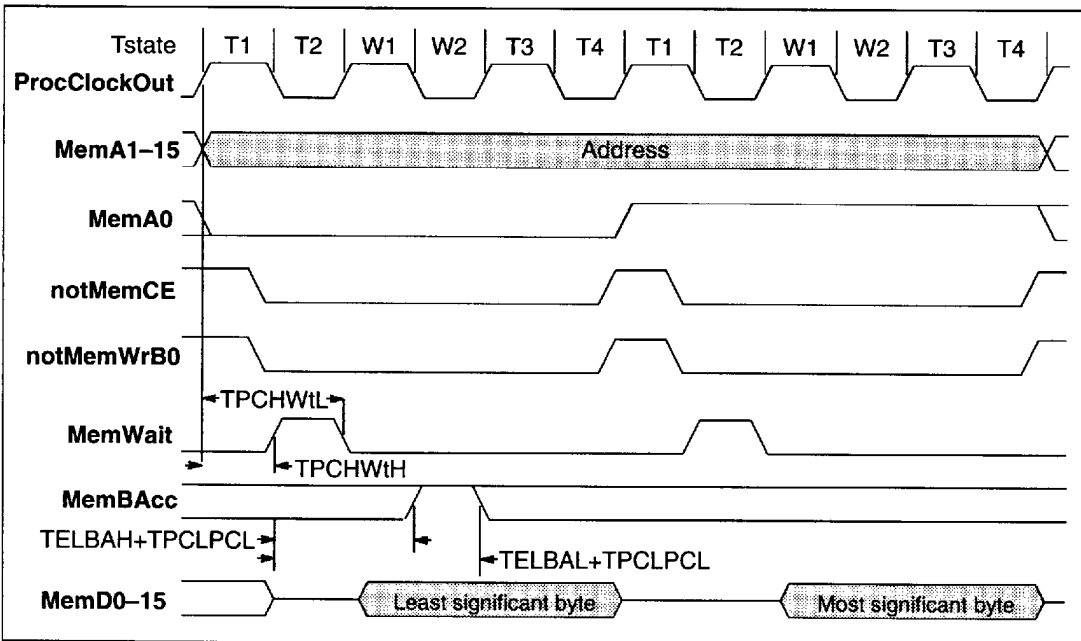 Tstate T1 T2 W1 W2 T3 T4 T1 T2 W1 W2 T3 T4
ProcClockOut
MemA1–15 Address
MemA0
notMemCE
notMemWrB0
TPCHWtL
MemWait
TPCHWtH
MemBAcc
TELBAH+TPCLPCL
TELBAL+TPCLPCL
MemD0–15 Least significant byte Most significant byte